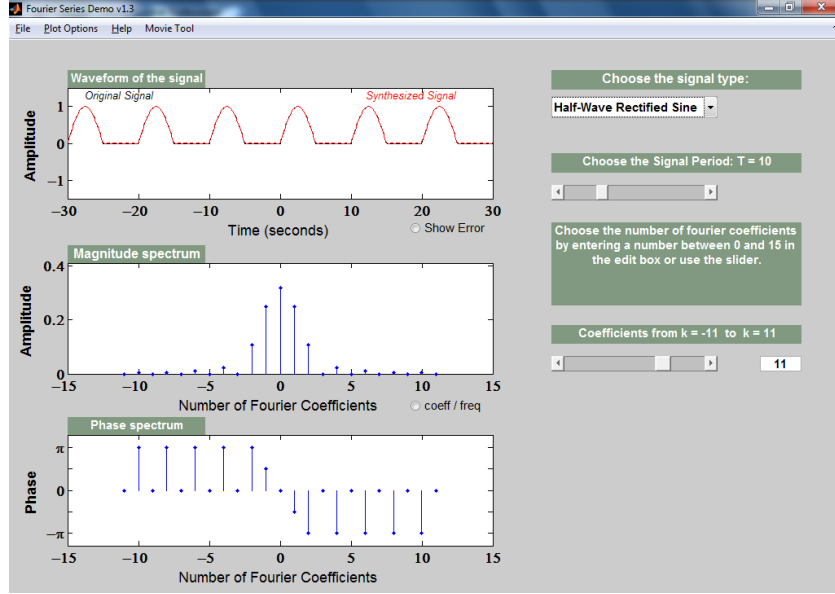 Fourier Series Demo v1.3
File Plot Options Help Movie Tool
Waveform of the signal
Original Signal Synthesized Signal
Amplitude
1
0
−1
−30 −20 −10 0 10 20 30
Time (seconds)
Show Error
Magnitude spectrum
Amplitude
0.4
0.2
0
−15 −10 −5 0 5 10 15
Number of Fourier Coefficients
coeff / freq
Phase spectrum
Phase
π
0
−π
−15 −10 −5 0 5 10 15
Number of Fourier Coefficients
Choose the signal type:
Half-Wave Rectified Sine
Choose the Signal Period: T = 10
Choose the number of fourier coefficients
by entering a number between 0 and 15 in
the edit box or use the slider.
Coefficients from k = -11 to k = 11
11